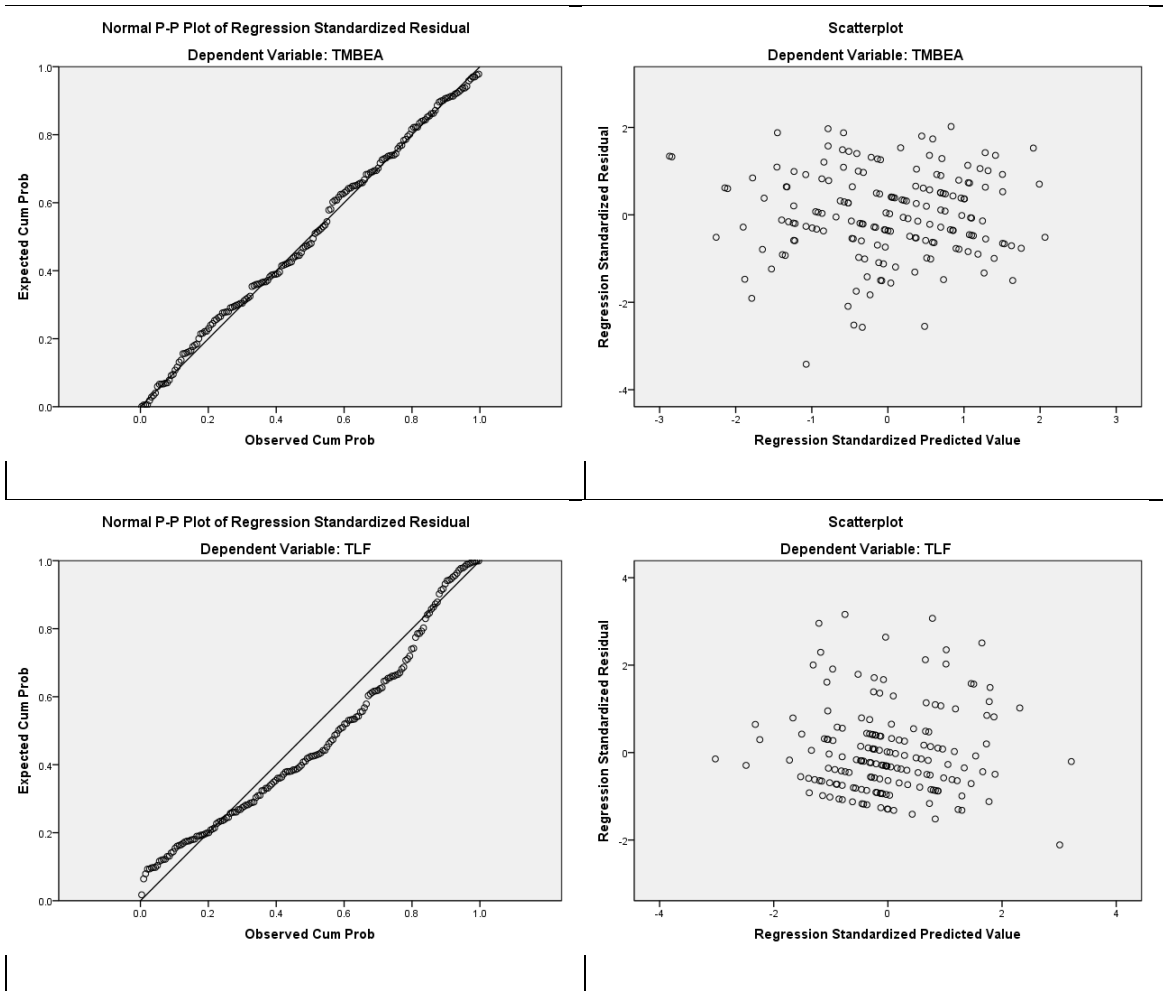 Normal P-P Plot of Regression Standardized Residual
Dependent Variable: TMBEA
1.0
0.8
0.6
0.4
0.2
0.0
Expected Cum Prob
0.0 0.2 0.4 0.6 0.8 1.0
Observed Cum Prob
Scatterplot
Dependent Variable: TMBEA
2
0
-2
-4
Regression Standardized Residual
-3 -2 -1 0 1 2 3
Regression Standardized Predicted Value
Normal P-P Plot of Regression Standardized Residual
Dependent Variable: TLF
1.0
0.8
0.6
0.4
0.2
0.0
Expected Cum Prob
0.0 0.2 0.4 0.6 0.8 1.0
Observed Cum Prob
Scatterplot
Dependent Variable: TLF
4
2
0
-2
Regression Standardized Residual
-4 -2 0 2 4
Regression Standardized Predicted Value